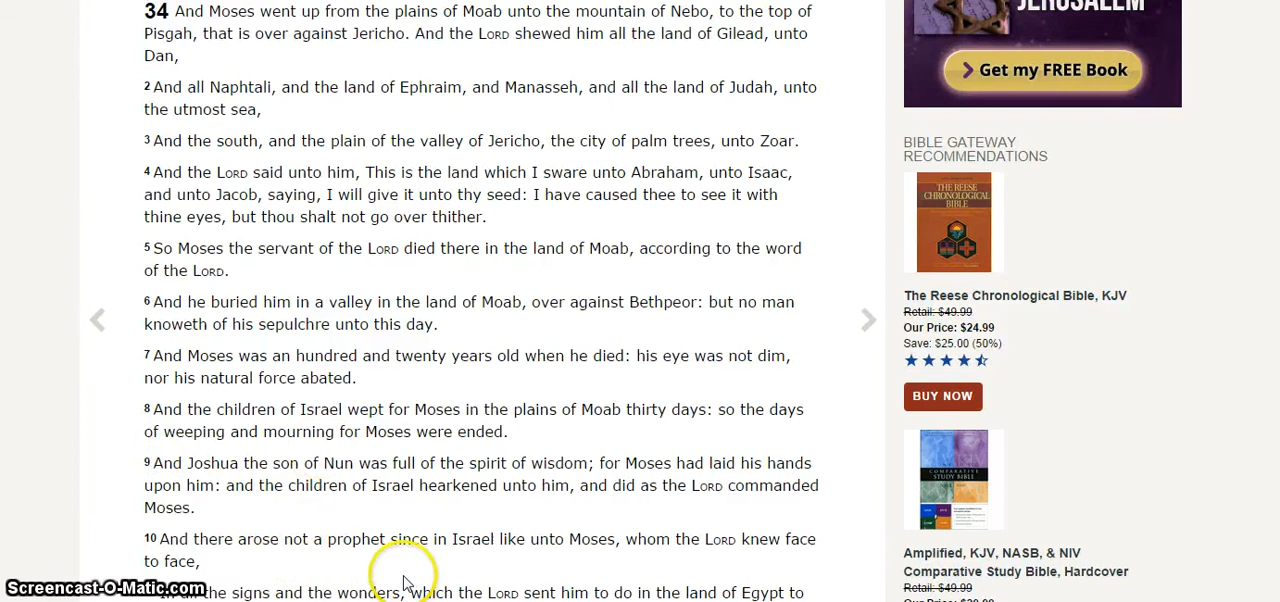 34 And Moses went up from the plains of Moab unto the mountain of Nebo, to the top of
Pisgah, that is over against Jericho. And the LORD shewed him all the land of Gilead, unto
Dan,
2 And all Naphtali, and the land of Ephraim, and Manasseh, and all the land of Judah, unto
the utmost sea,
3 And the south, and the plain of the valley of Jericho, the city of palm trees, unto Zoar.
4 And the LORD said unto him, This is the land which I sware unto Abraham, unto Isaac,
and unto Jacob, saying, I will give it unto thy seed: I have caused thee to see it with
thine eyes, but thou shalt not go over thither.
5 So Moses the servant of the LORD died there in the land of Moab, according to the word
of the LORD.
6 And he buried him in a valley in the land of Moab, over against Bethpeor: but no man
knoweth of his sepulchre unto this day.
7 And Moses was an hundred and twenty years old when he died: his eye was not dim,
nor his natural force abated.
8 And the children of Israel wept for Moses in the plains of Moab thirty days: so the days
of weeping and mourning for Moses were ended.
9 And Joshua the son of Nun was full of the spirit of wisdom; for Moses had laid his hands
upon him: and the children of Israel hearkened unto him, and did as the LORD commanded
Moses.
10 And there arose not a prophet since in Israel like unto Moses, whom the LORD knew face
to face,
the signs and the wonders, which the LORD sent him to do in the land of Egypt to
Screencast-O-Matic.com
JERUSALEM
Get my FREE Book
BIBLE GATEWAY
RECOMMENDATIONS
THE REESE
CHRONOLOGICAL
BIBLE
The Reese Chronological Bible, KJV
Retail: $49.99
Our Price: $24.99
Save: $25.00 (50%)
BUY NOW
COMPARATIVE
STUDY BIBLE
Amplified, KJV, NASB, & NIV
Comparative Study Bible, Hardcover
Retail: $49.99